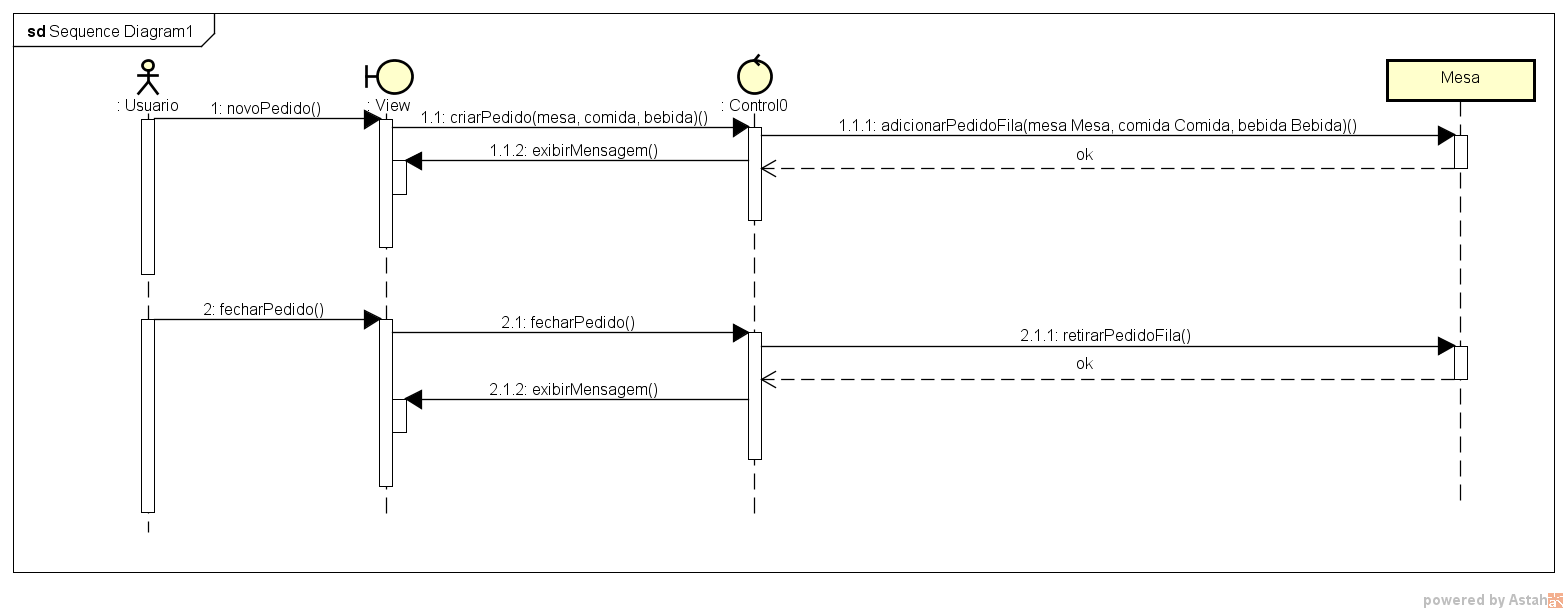 sd Sequence Diagram1
: Usuario
: View
: Control0
Mesa
1: novoPedido()
1.1: criarPedido(mesa, comida, bebida)()
1.1.1: adicionarPedidoFila(mesa Mesa, comida Comida, bebida Bebida)()
1.1.2: exibirMensagem()
ok
2: fecharPedido()
2.1: fecharPedido()
2.1.1: retirarPedidoFila()
ok
2.1.2: exibirMensagem()
powered by Astah